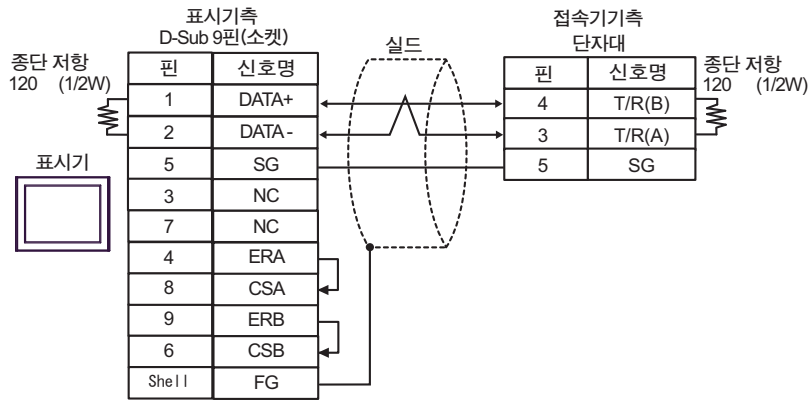 표시기측
D-Sub 9핀(소켓)
종단 저항
120 (1/2W)
핀 신호명
1 DATA+
2 DATA-
5 SG
3 NC
7 NC
4 ERA
8 CSA
9 ERB
6 CSB
Shell FG
표시기
실드
접속기기측
단자대
핀 신호명
4 T/R(B)
3 T/R(A)
5 SG
종단 저항
120 (1/2W)